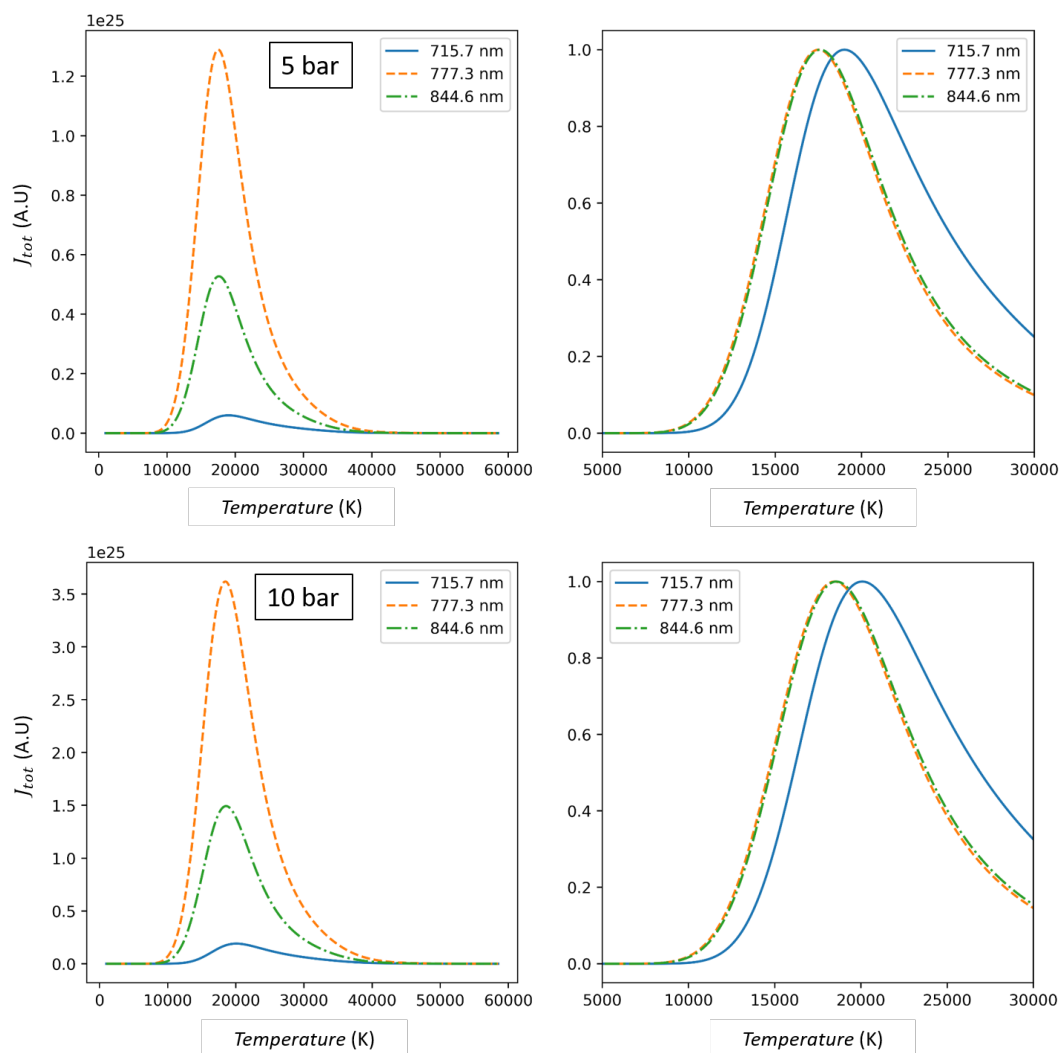 1e25
5 bar
715.7 nm
777.3 nm
844.6 nm
1.2
1.0
0.8
0.6
0.4
0.2
0.0
J_tot (A.U)
0 10000 20000 30000 40000 50000 60000
Temperature (K)
715.7 nm
777.3 nm
844.6 nm
1.0
0.8
0.6
0.4
0.2
0.0
5000 10000 15000 20000 25000 30000
Temperature (K)
1e25
10 bar
715.7 nm
777.3 nm
844.6 nm
3.5
3.0
2.5
2.0
1.5
1.0
0.5
0.0
J_tot (A.U)
0 10000 20000 30000 40000 50000 60000
Temperature (K)
715.7 nm
777.3 nm
844.6 nm
1.0
0.8
0.6
0.4
0.2
0.0
5000 10000 15000 20000 25000 30000
Temperature (K)